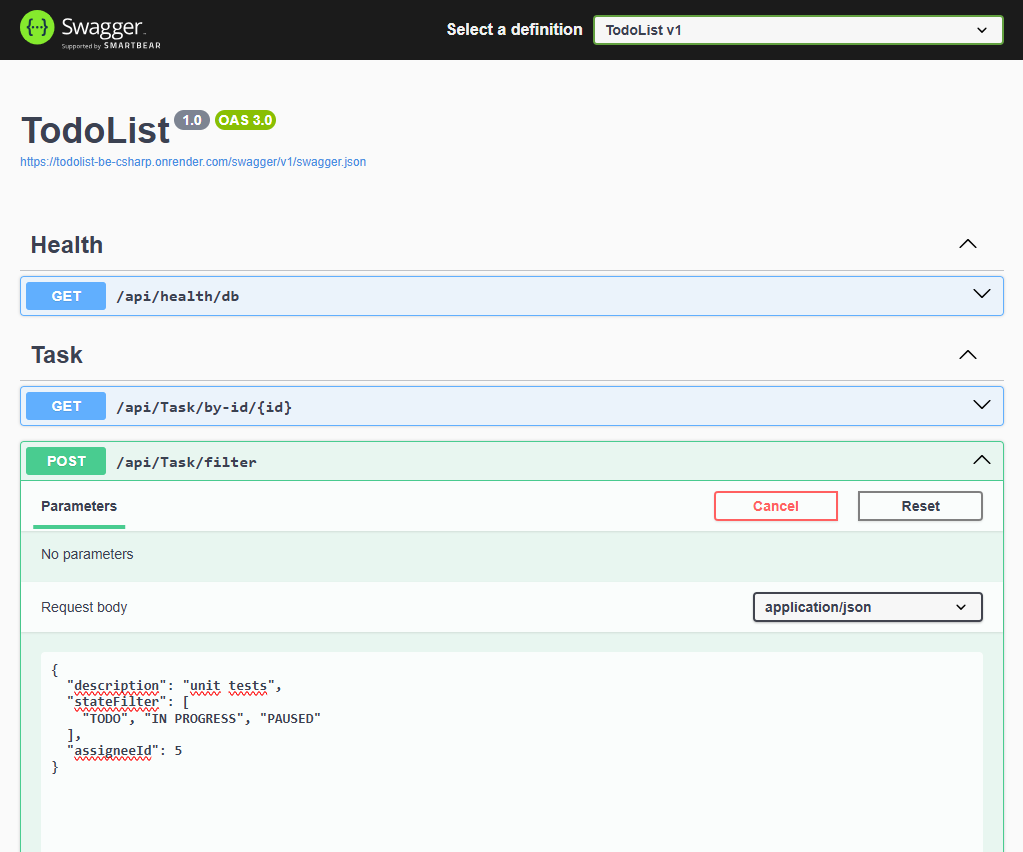 Swagger
Supported by SMARTBEAR
Select a definition
TodoList v1
TodoList 1.0 OAS 3.0
https://todolist-be-csharp.onrender.com/swagger/v1/swagger.json
Health
GET /api/health/db
Task
GET /api/Task/by-id/{id}
POST /api/Task/filter
Parameters
Cancel
Reset
No parameters
Request body
application/json
{
  "description": "unit tests",
  "stateFilter": [
    "TODO", "IN PROGRESS", "PAUSED"
  ],
  "assigneeId": 5
}